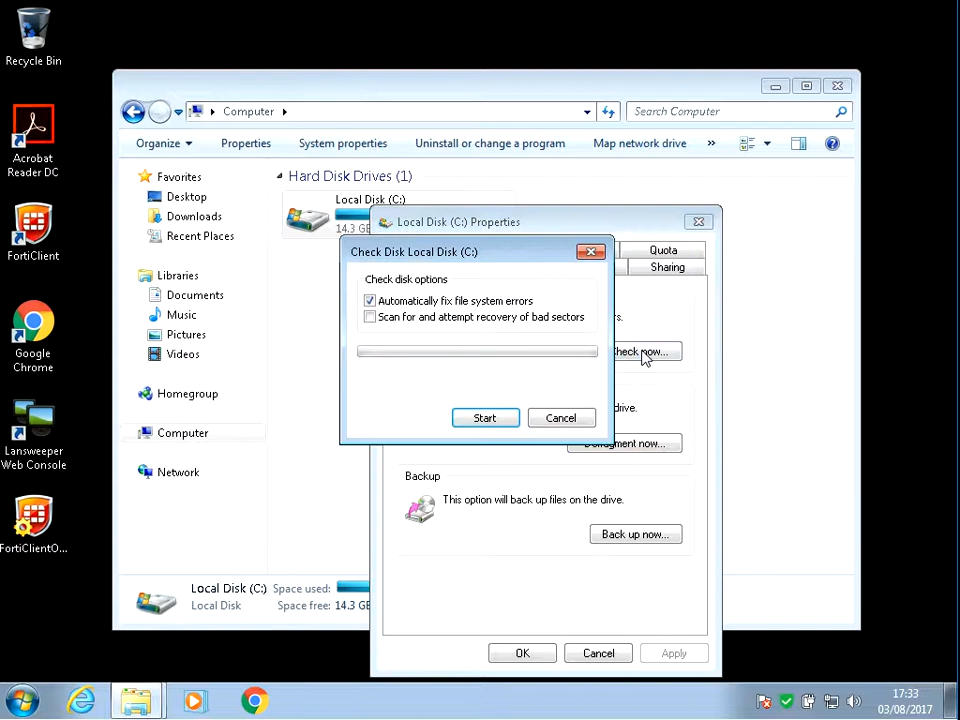 Recycle Bin
Acrobat
Reader DC
FortiClient
Google
Chrome
Lansweeper
Web Console
FortiClientO...
Computer
Search Computer
Organize
Properties
System properties
Uninstall or change a program
Map network drive
»
Favorites
Desktop
Downloads
Recent Places
Libraries
Documents
Music
Pictures
Videos
Homegroup
Computer
Network
Hard Disk Drives (1)
Local Disk (C:)
14.3 GB
Local Disk (C:) Properties
Quota
Sharing
rs.
Check now...
drive.
Defragment now...
Backup
This option will back up files on the drive.
Back up now...
OK
Cancel
Apply
Check Disk Local Disk (C:)
Check disk options
Automatically fix file system errors
Scan for and attempt recovery of bad sectors
Start
Cancel
Local Disk (C:) Space used:
Local Disk Space free: 14.3 GB
17:33
03/08/2017